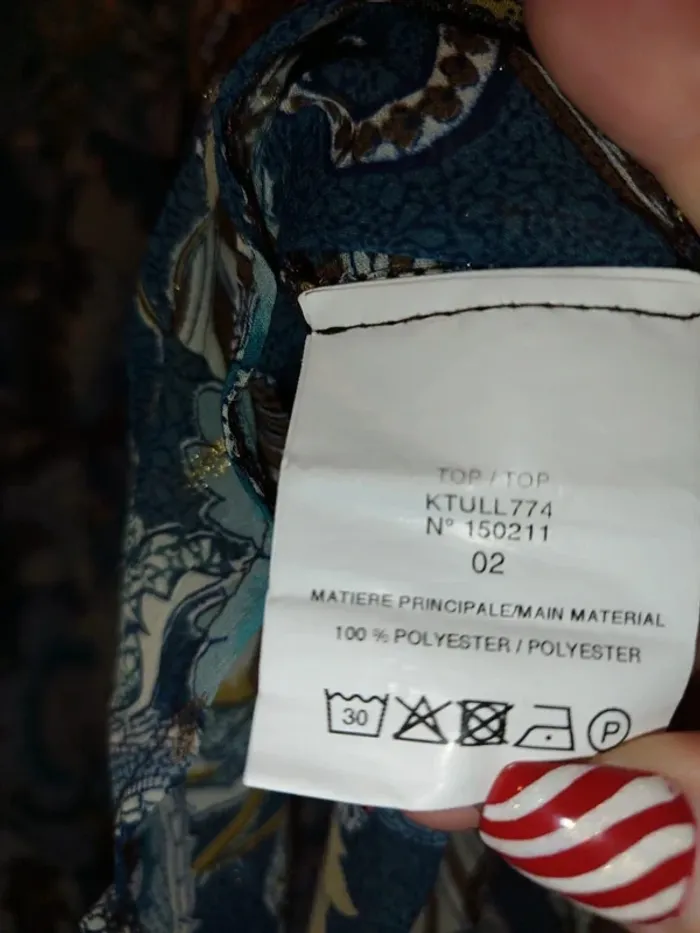 TOP / TOP
KTULL774
N° 150211
02
MATIERE PRINCIPALE/MAIN MATERIAL
100 % POLYESTER / POLYESTER
30 P